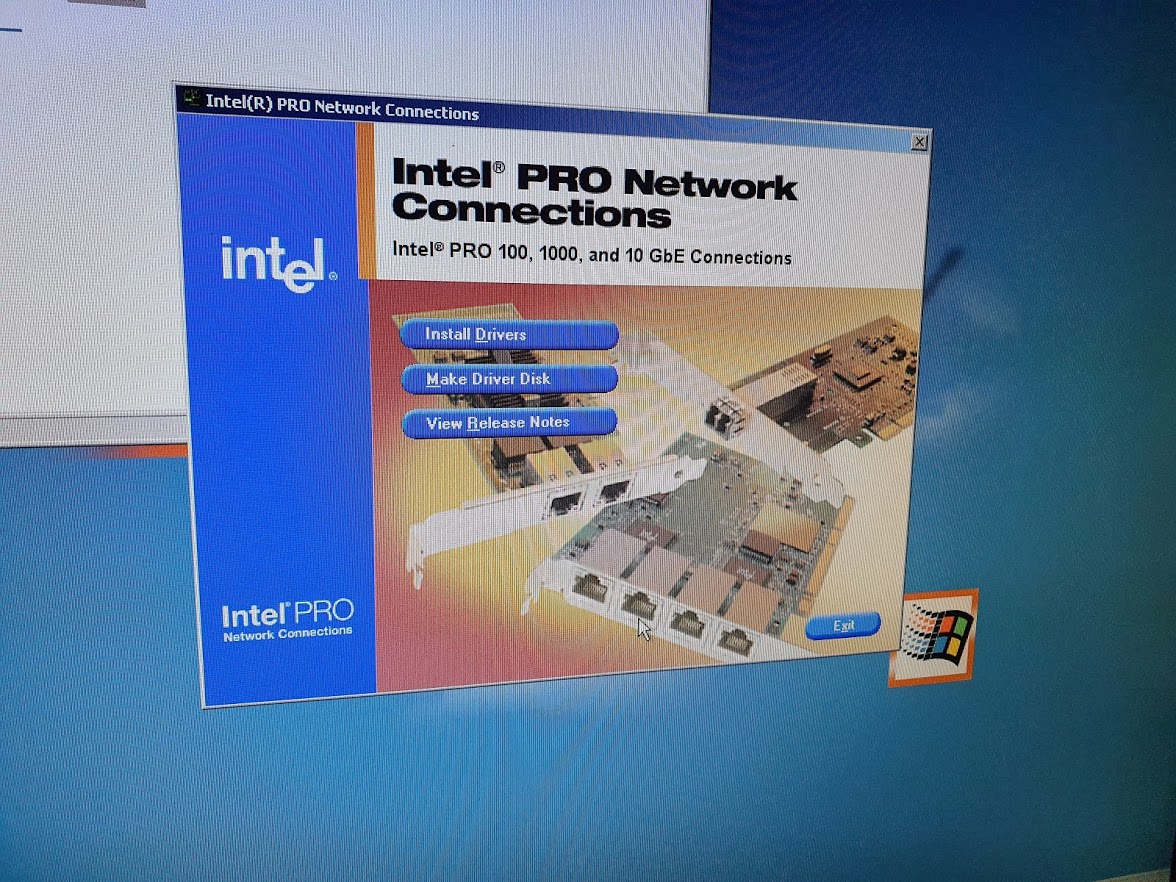 Intel(R) PRO Network Connections
Intel® PRO Network
Connections
Intel® PRO 100, 1000, and 10 GbE Connections
intel®
Install Drivers
Make Driver Disk
View Release Notes
Intel® PRO
Network Connections
Exit